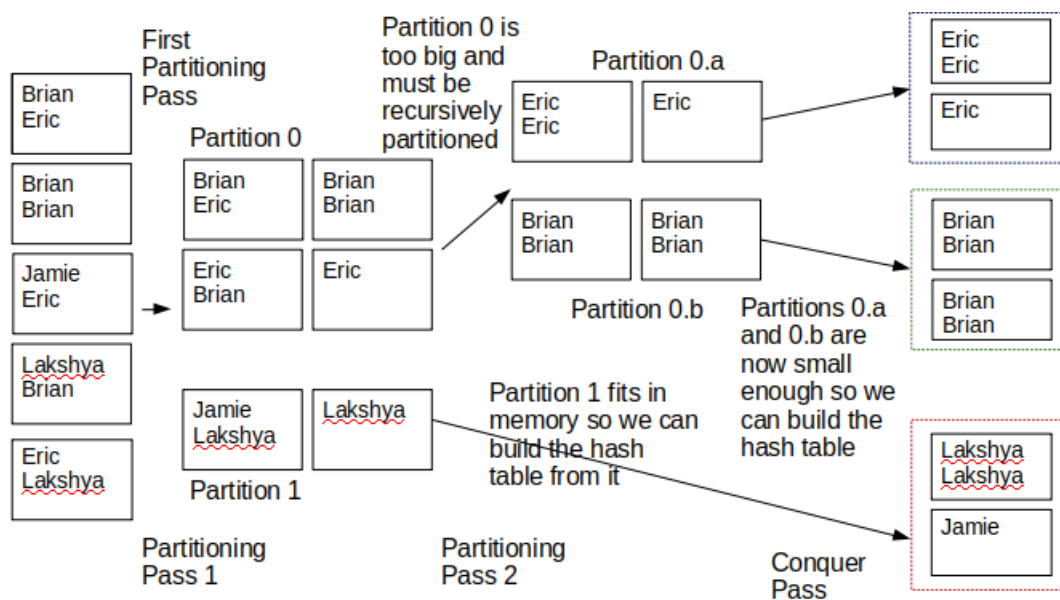 First
Partitioning
Pass
Brian
Eric
Brian
Brian
Jamie
Eric
Lakshya
Brian
Eric
Lakshya
Partition 0
Brian
Eric
Brian
Brian
Eric
Brian
Eric
Jamie
Lakshya
Lakshya
Partition 1
Partition 0 is
too big and
must be
recursively
partitioned
Partition 0.a
Eric
Eric
Eric
Brian
Brian
Brian
Brian
Partition 0.b
Partition 1 fits in
memory so we can
build the hash
table from it
Partitions 0.a
and 0.b are
now small
enough so we
can build the
hash table
Eric
Eric
Eric
Brian
Brian
Brian
Brian
Lakshya
Lakshya
Jamie
Partitioning
Pass 1
Partitioning
Pass 2
Conquer
Pass